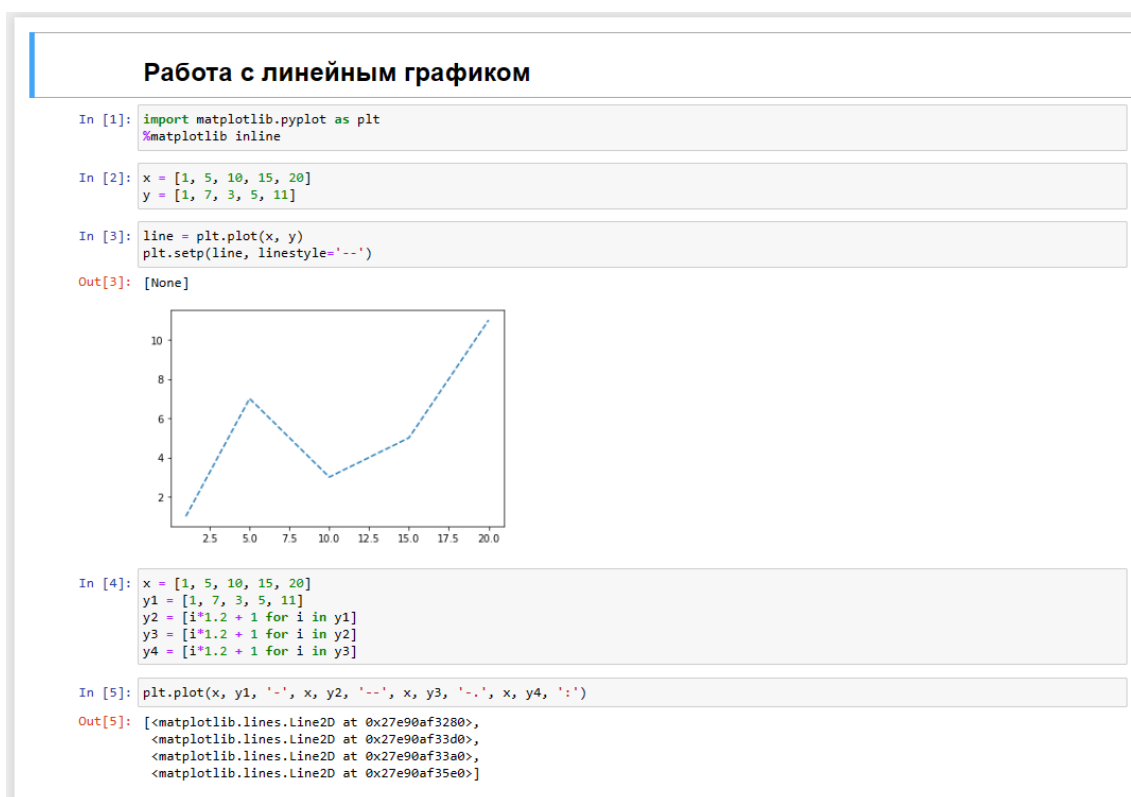 Работа с линейным графиком
In [1]: import matplotlib.pyplot as plt
%matplotlib inline
In [2]: x = [1, 5, 10, 15, 20]
y = [1, 7, 3, 5, 11]
In [3]: line = plt.plot(x, y)
plt.setp(line, linestyle='--')
Out[3]: [None]
10
8
6
4
2
2.5 5.0 7.5 10.0 12.5 15.0 17.5 20.0
In [4]: x = [1, 5, 10, 15, 20]
y1 = [1, 7, 3, 5, 11]
y2 = [i*1.2 + 1 for i in y1]
y3 = [i*1.2 + 1 for i in y2]
y4 = [i*1.2 + 1 for i in y3]
In [5]: plt.plot(x, y1, '-', x, y2, '--', x, y3, '-.', x, y4, ':')
Out[5]: [<matplotlib.lines.Line2D at 0x27e90af3280>,
<matplotlib.lines.Line2D at 0x27e90af33d0>,
<matplotlib.lines.Line2D at 0x27e90af33a0>,
<matplotlib.lines.Line2D at 0x27e90af35e0>]